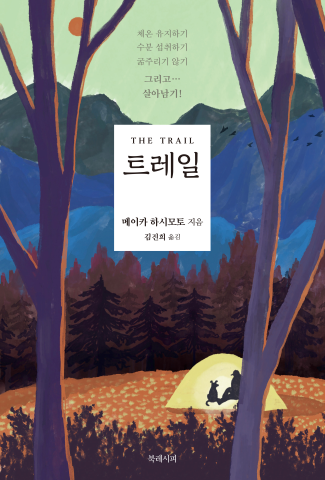 체온 유지하기
수분 섭취하기
굶주리기 않기
그리고…
살아남기!
THE TRAIL
트레일
메이카 하시모토 지음
김진희 옮김
북레시피